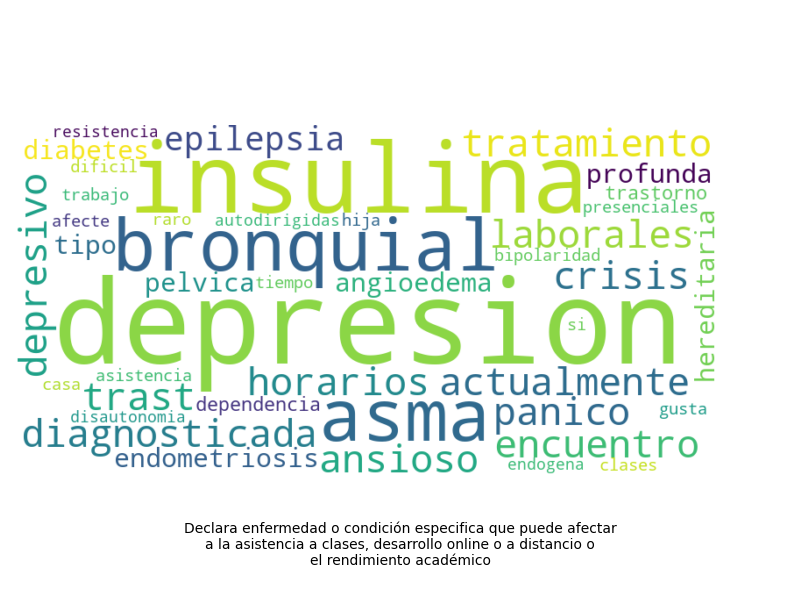 resistencia
epilepsia
tratamiento
diabetes
insulina
dificil
profunda
depresivo
trabajo
trastorno
presenciales
afecte
raro
autodirigidas
hija
hereditaria
tipo
bronquial
laborales
bipolaridad
pelvica
tiempo
angioedema
crisis
depresion
si
asistencia
horarios
actualmente
casa
trast
dependencia
asma
panico
gusta
disautonomia
diagnosticada
encuentro
endometriosis
ansioso
endogena
clases
Declara enfermedad o condición especifica que puede afectar
a la asistencia a clases, desarrollo online o a distancio o
el rendimiento académico